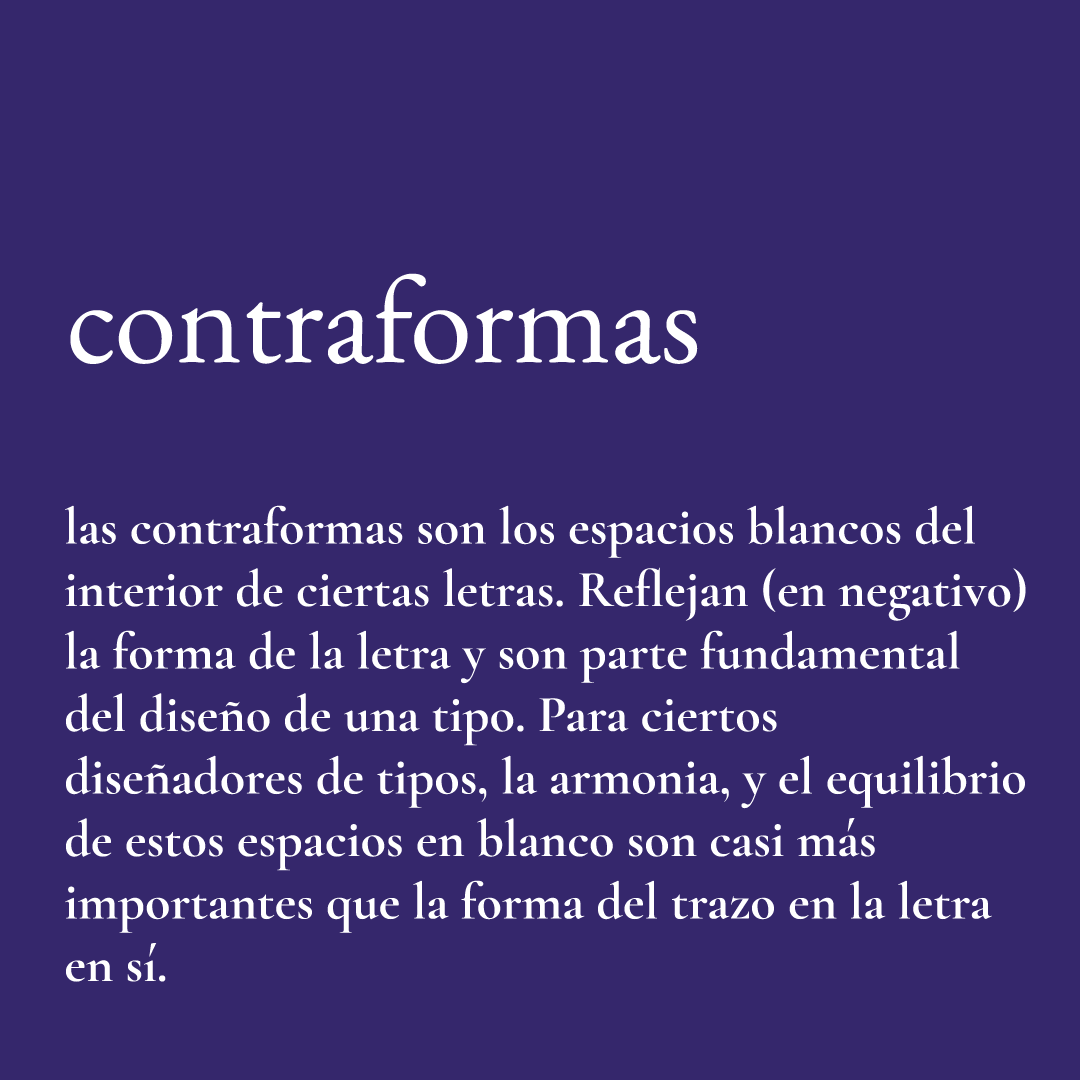 contraformas
las contraformas son los espacios blancos del
interior de ciertas letras. Reflejan (en negativo)
la forma de la letra y son parte fundamental
del diseño de una tipo. Para ciertos
diseñadores de tipos, la armonia, y el equilibrio
de estos espacios en blanco son casi más
importantes que la forma del trazo en la letra
en sí.